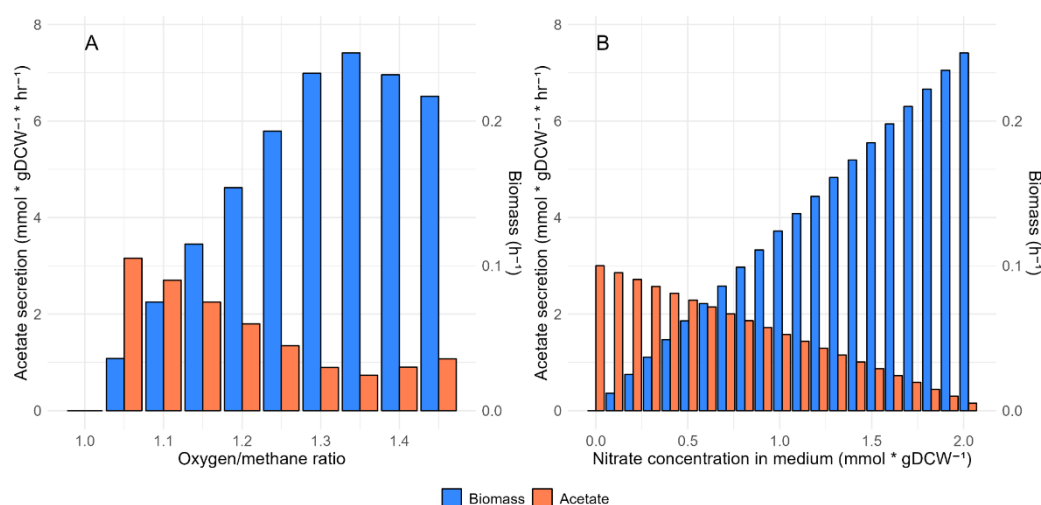 A
Acetate secretion (mmol * gDCW⁻¹ * hr⁻¹)
8
6
4
2
0
0.2
0.1
0.0
Biomass (h⁻¹)
1.0 1.1 1.2 1.3 1.4
Oxygen/methane ratio
B
Acetate secretion (mmol * gDCW⁻¹ * hr⁻¹)
8
6
4
2
0
0.2
0.1
0.0
Biomass (h⁻¹)
0.0 0.5 1.0 1.5 2.0
Nitrate concentration in medium (mmol * gDCW⁻¹)
Biomass Acetate